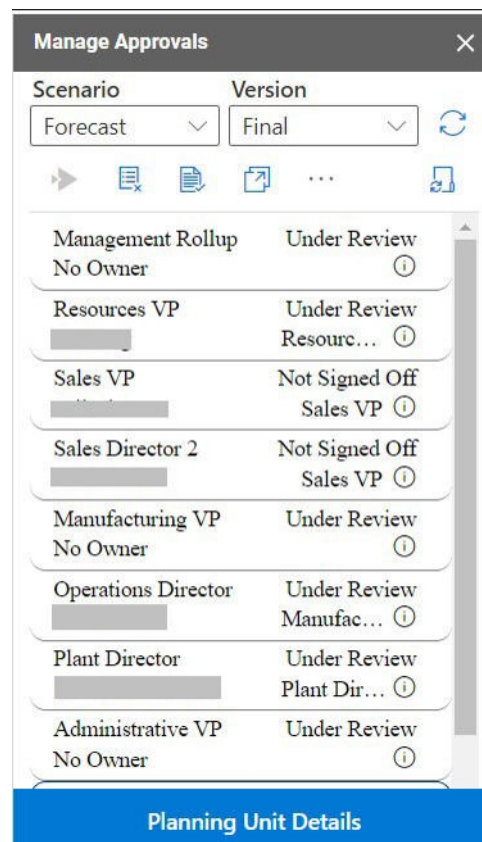 Manage Approvals
Scenario Version
Forecast Final
...
Management Rollup Under Review
No Owner
Resources VP Under Review
Resourc...
Sales VP Not Signed Off
Sales VP
Sales Director 2 Not Signed Off
Sales VP
Manufacturing VP Under Review
No Owner
Operations Director Under Review
Manufac...
Plant Director Under Review
Plant Dir...
Administrative VP Under Review
No Owner
Planning Unit Details